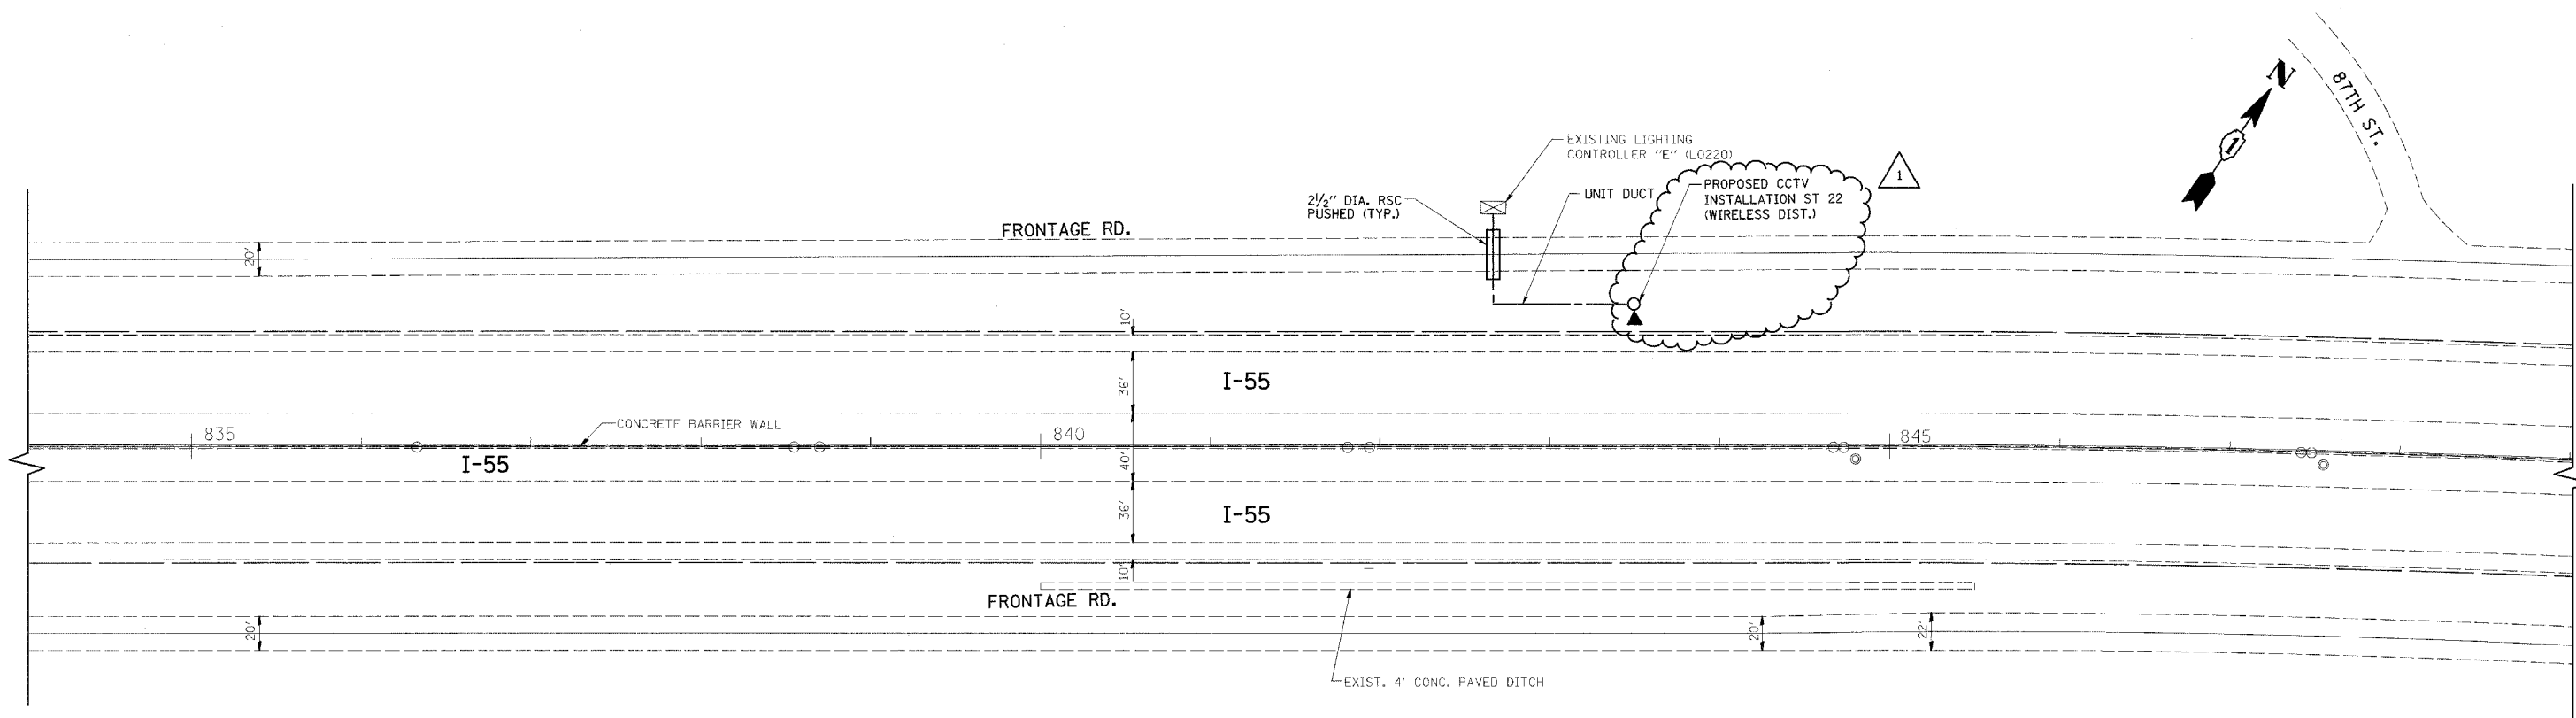 N
1
87TH ST.
EXISTING LIGHTING
CONTROLLER "E" (L0220)
1
2½" DIA. RSC
PUSHED (TYP.)
UNIT DUCT
PROPOSED CCTV
INSTALLATION ST 22
(WIRELESS DIST.)
FRONTAGE RD.
20'
10'
36'
I-55
835
CONCRETE BARRIER WALL
840
845
I-55
40'
36'
I-55
10'
FRONTAGE RD.
20'
20'
22'
EXIST. 4' CONC. PAVED DITCH